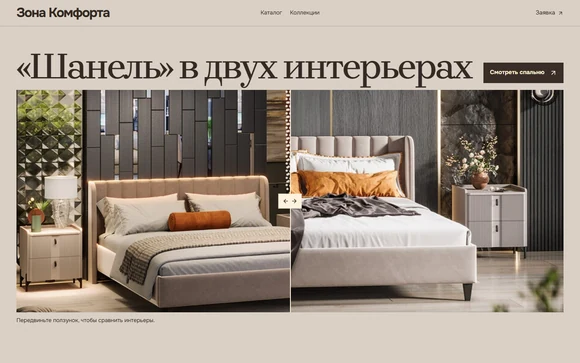 Зона Комфорта
Каталог Коллекции
Заявка ↗
«Шанель» в двух интерьерах
Смотреть спальню ↗
Передвиньте ползунок, чтобы сравнить интерьеры.